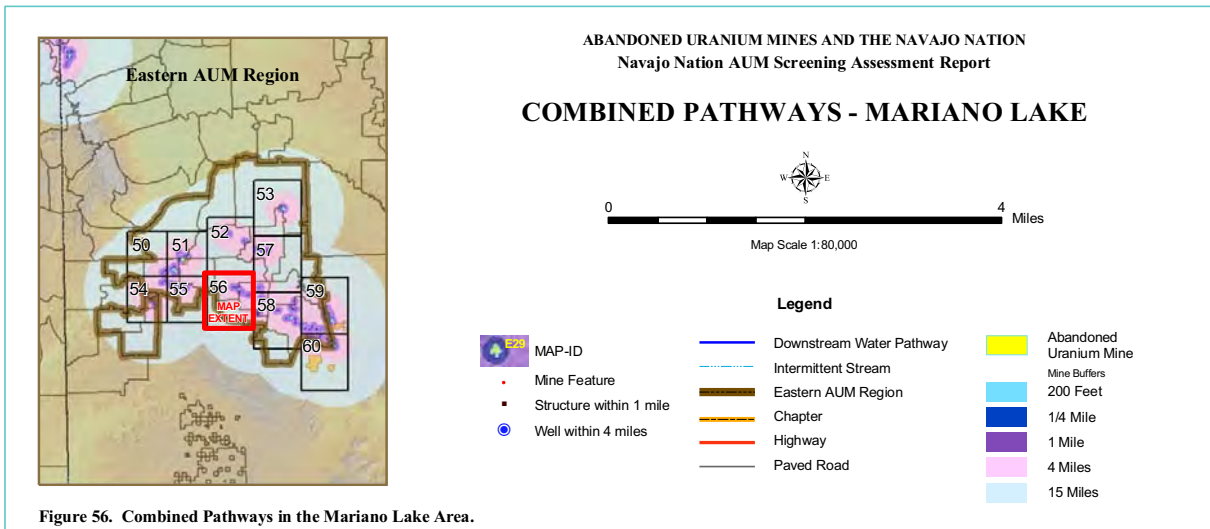 Eastern AUM Region
53
52
50
51
57
54
55
56
59
MAP
EXTENT
58
60
ABANDONED URANIUM MINES AND THE NAVAJO NATION
Navajo Nation AUM Screening Assessment Report
COMBINED PATHWAYS - MARIANO LAKE
N
W E
S
0 4
Miles
Map Scale 1:80,000
Legend
E29 MAP-ID
Mine Feature
Structure within 1 mile
Well within 4 miles
Downstream Water Pathway
Intermittent Stream
Eastern AUM Region
Chapter
Highway
Paved Road
Abandoned
Uranium Mine
Mine Buffers
200 Feet
1/4 Mile
1 Mile
4 Miles
15 Miles
Figure 56. Combined Pathways in the Mariano Lake Area.